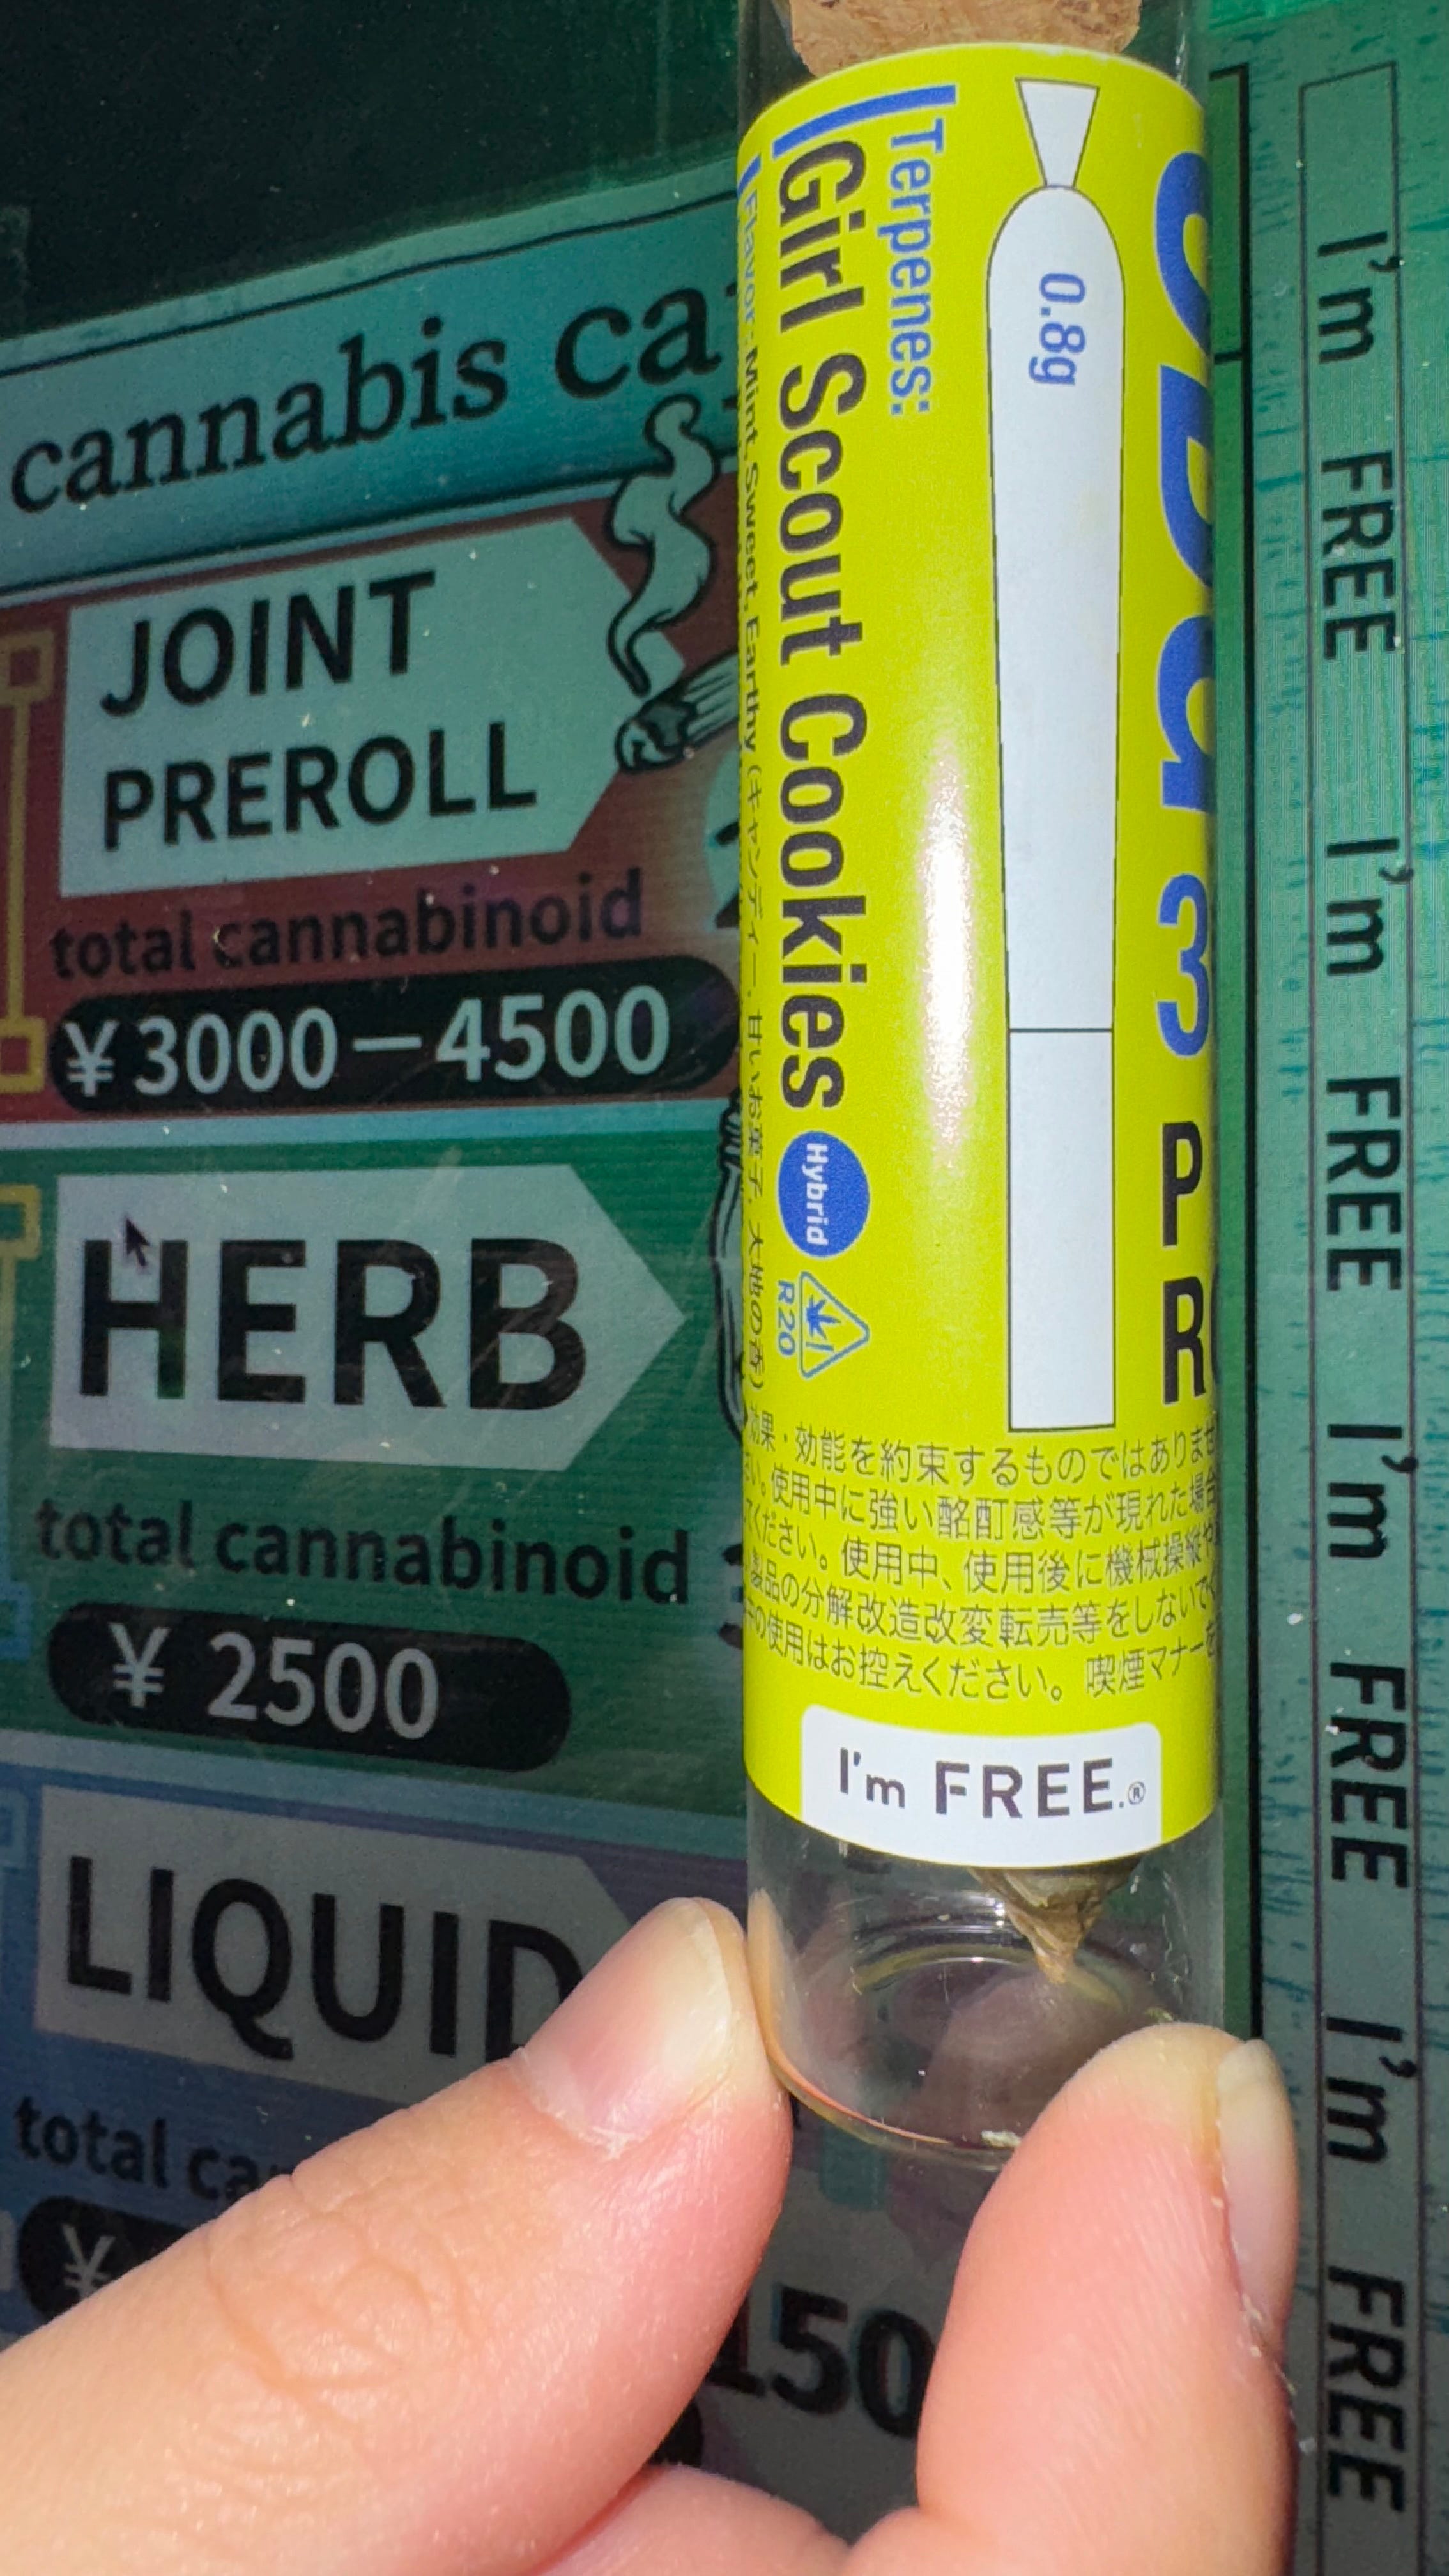 cannabis ca
JOINT
PREROLL
total cannabinoid
¥3000-4500
HERB
total cannabinoid
¥ 2500
LIQUID
total ca
¥
150
Terpenes:
Girl Scout Cookies
Hybrid
R20
Flavor: Mint, Sweet, Earthy (キャンディー、甘いお菓子、大地の香)
0.8g
3
P
R
効果・効能を約束するものではありませ
い。使用中に強い酩酊感等が現れた場合
ください。使用中、使用後に機械操縦や
製品の分解改造改変転売等をしないで
の使用はお控えください。喫煙マナーを
I'm FREE.®
I'm FREE I'm FREE I'm FREE I'm FREE